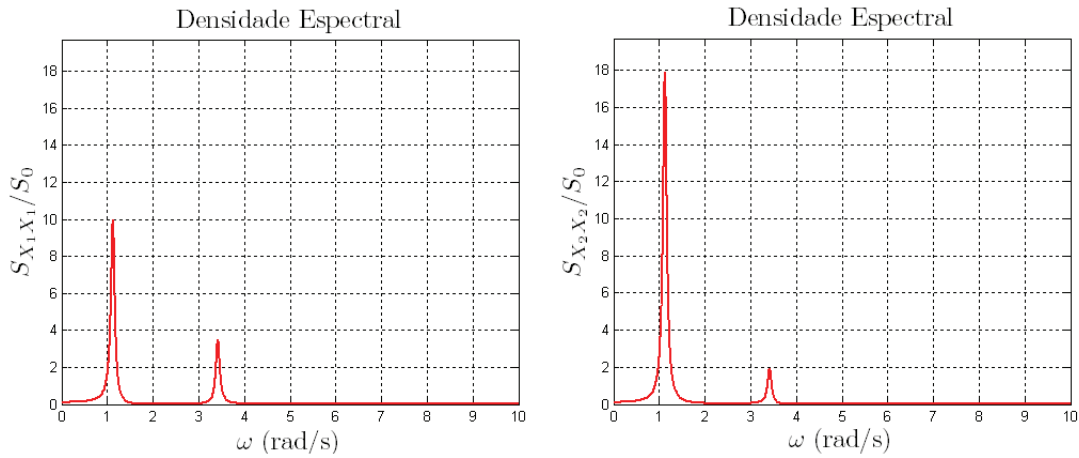 Densidade Espectral
S_{X_1X_1}/S_0
18
16
14
12
10
8
6
4
2
0
0 1 2 3 4 5 6 7 8 9 10
ω (rad/s)
Densidade Espectral
S_{X_2X_2}/S_0
18
16
14
12
10
8
6
4
2
0
0 1 2 3 4 5 6 7 8 9 10
ω (rad/s)